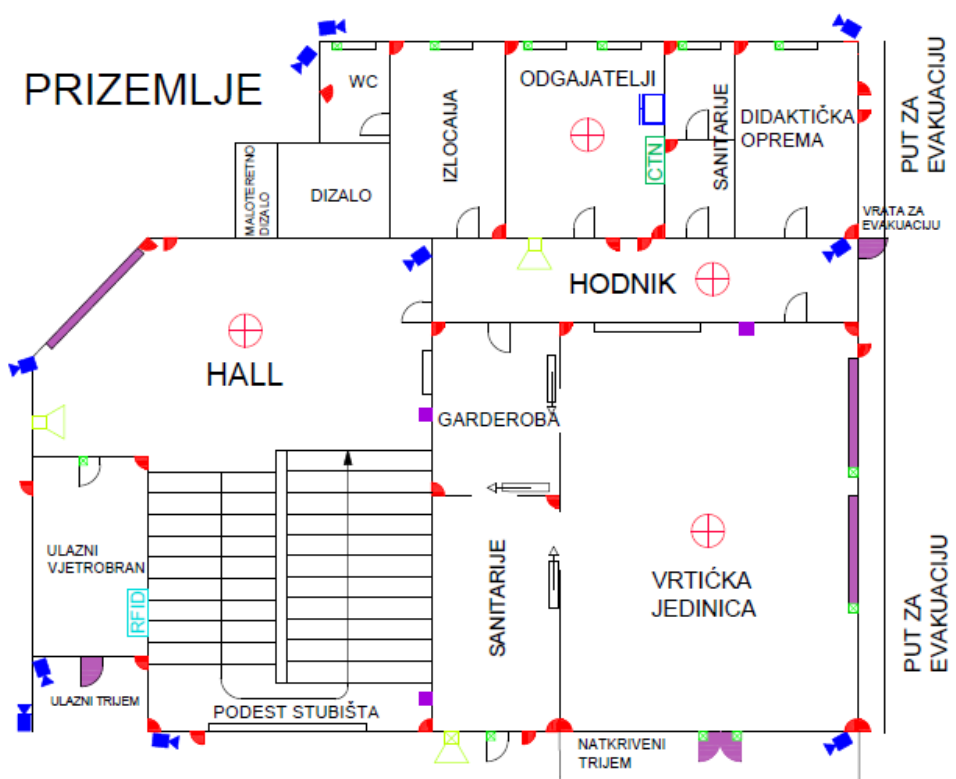 PRIZEMLJE
WC
IZLOCAIJA
ODGAJATELJI
CTN
SANITARIJE
DIDAKTIČKA
OPREMA
PUT ZA
EVAKUACIJU
MALOTERETNO
DIZALO
DIZALO
VRATA ZA
EVAKUACIJU
HODNIK
HALL
GARDEROBA
ULAZNI
VJETROBRAN
RFID
SANITARIJE
VRTIĆKA
JEDINICA
PUT ZA
EVAKUACIJU
ULAZNI TRIJEM
PODEST STUBIŠTA
NATKRIVENI
TRIJEM